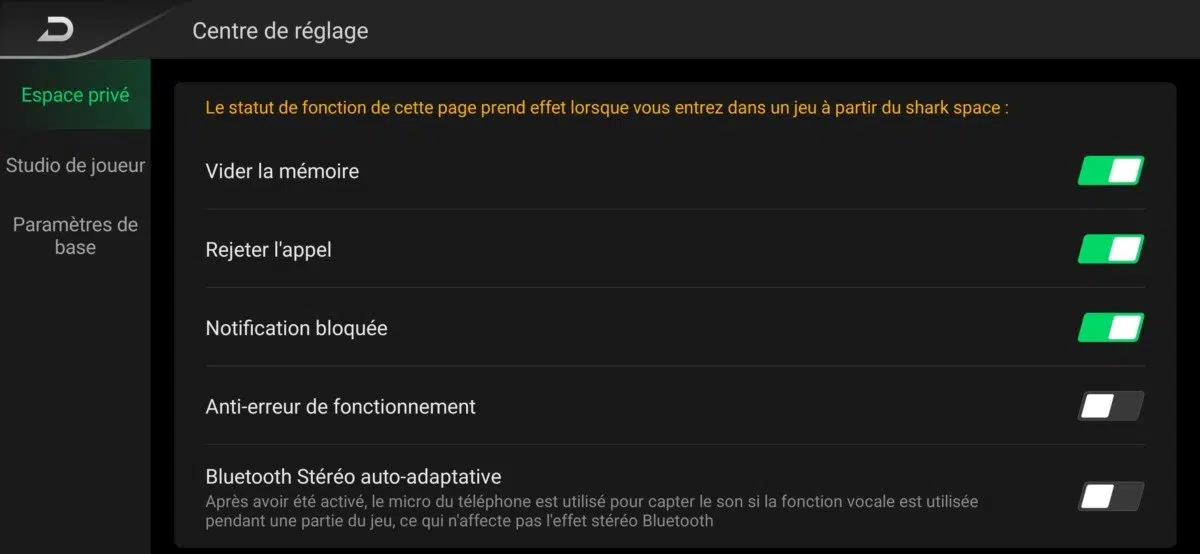 Centre de réglage
Espace privé
Studio de joueur
Paramètres de
base
Le statut de fonction de cette page prend effet lorsque vous entrez dans un jeu à partir du shark space :
Vider la mémoire
Rejeter l'appel
Notification bloquée
Anti-erreur de fonctionnement
Bluetooth Stéréo auto-adaptative
Après avoir été activé, le micro du téléphone est utilisé pour capter le son si la fonction vocale est utilisée
pendant une partie du jeu, ce qui n'affecte pas l'effet stéréo Bluetooth